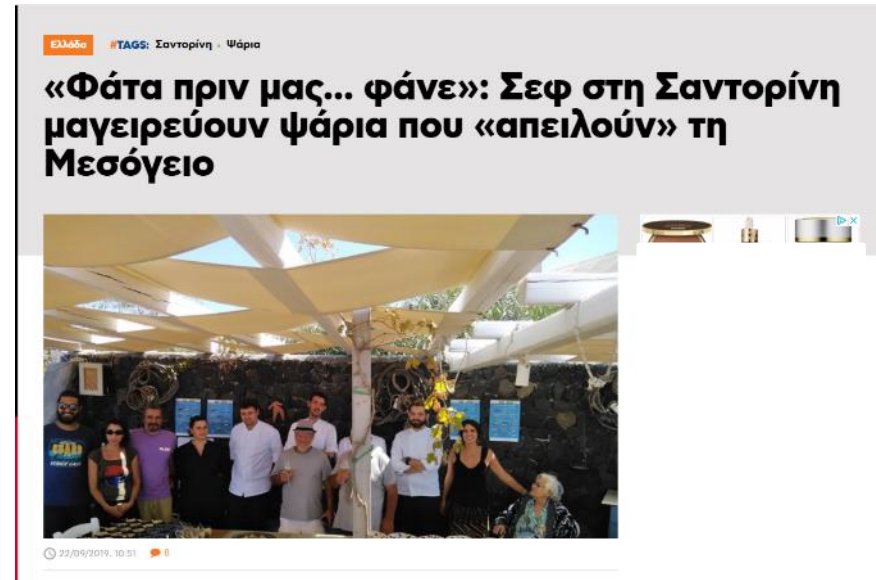 Ελλάδα #TAGS: Σαντορίνη Ψάρια
«Φάτα πριν μας... φάνε»: Σεφ στη Σαντορίνη
μαγειρεύουν ψάρια που «απειλούν» τη
Μεσόγειο
22/09/2019, 10:51 6